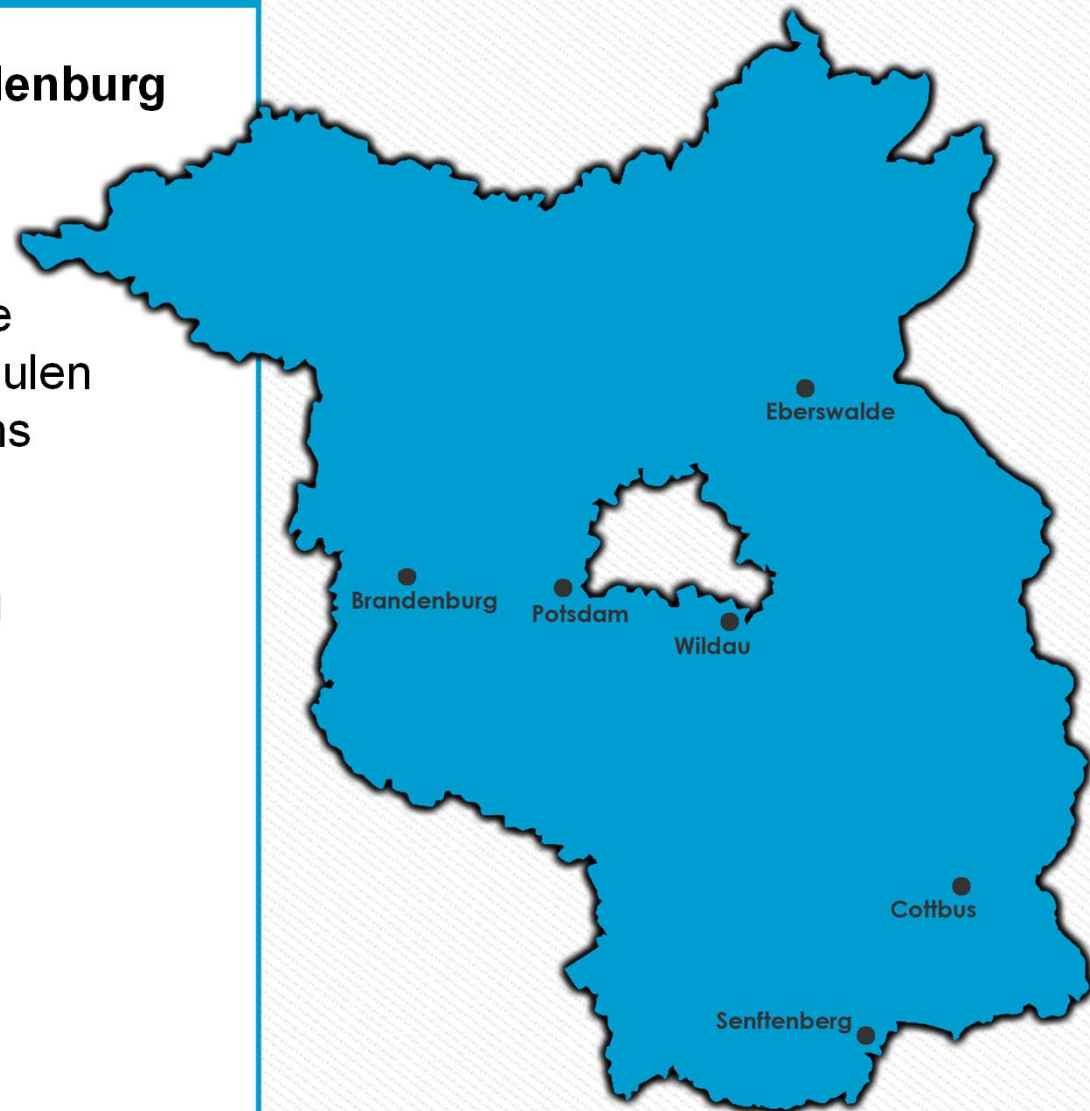 lenburg
e
ulen
ns
Eberswalde
Brandenburg
Potsdam
Wildau
Cottbus
Senftenberg